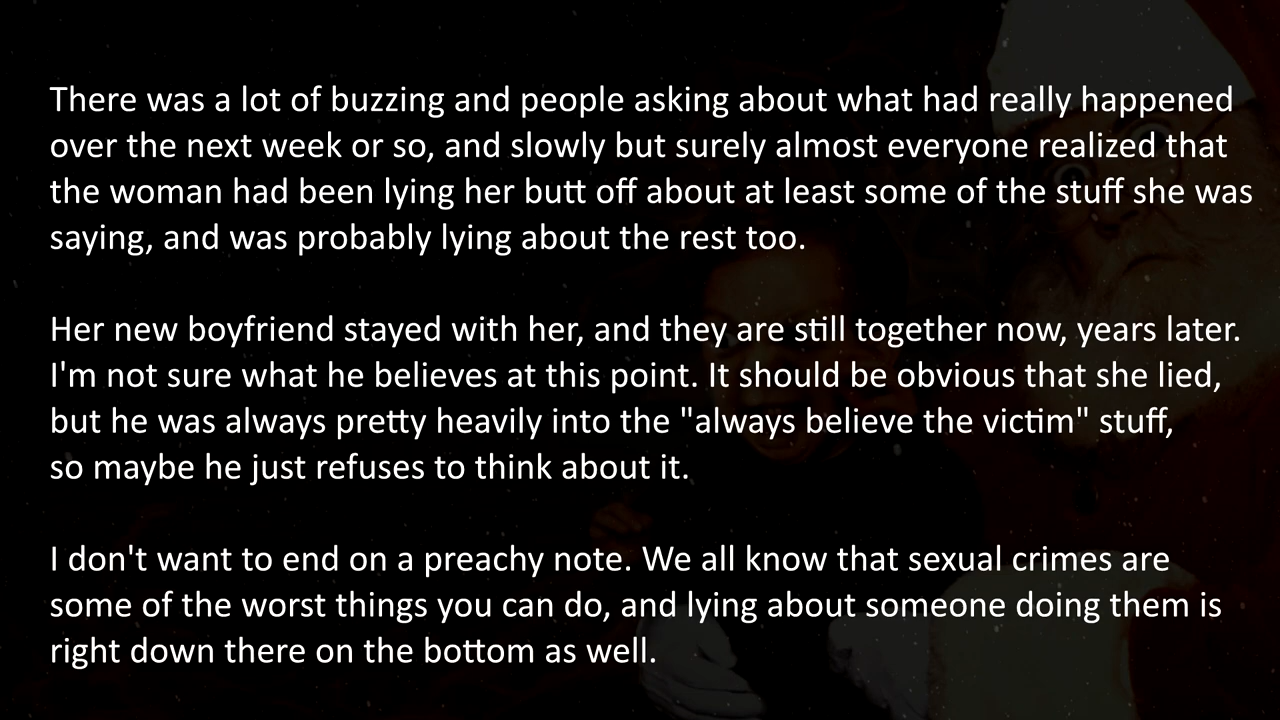 There was a lot of buzzing and people asking about what had really happened
over the next week or so, and slowly but surely almost everyone realized that
the woman had been lying her butt off about at least some of the stuff she was
saying, and was probably lying about the rest too.
Her new boyfriend stayed with her, and they are still together now, years later.
I'm not sure what he believes at this point. It should be obvious that she lied,
but he was always pretty heavily into the "always believe the victim" stuff,
so maybe he just refuses to think about it.
I don't want to end on a preachy note. We all know that sexual crimes are
some of the worst things you can do, and lying about someone doing them is
right down there on the bottom as well.